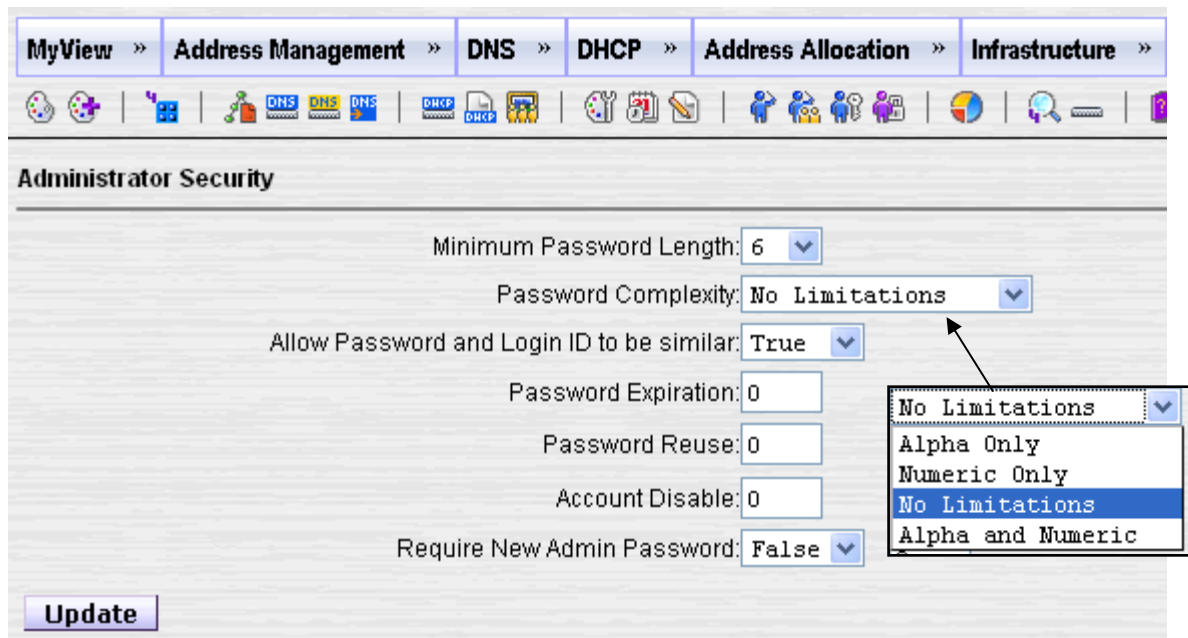 MyView » Address Management » DNS » DHCP » Address Allocation » Infrastructure »
DNS DNS DNS DHCP DHCP 31
Administrator Security
Minimum Password Length: 6
Password Complexity: No Limitations
Allow Password and Login ID to be similar: True
Password Expiration: 0
Password Reuse: 0
Account Disable: 0
Require New Admin Password: False
No Limitations
Alpha Only
Numeric Only
No Limitations
Alpha and Numeric
Update